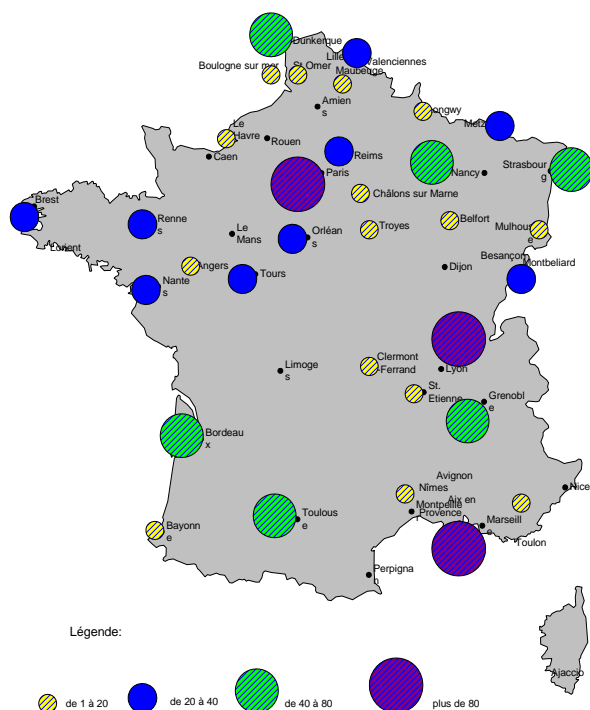 Dunkerque
Lille
Valenciennes
Boulogne sur mer
St Omer
Maubeuge
Amien
s
Longwy
Metz
Le
Havre
Rouen
Caen
Reims
Paris
Nancy
Strasbour
g
Châlons sur Marne
Brest
Renne
s
Le
Mans
Orléan
s
Troyes
Belfort
Mulhous
e
Lorient
Angers
Tours
Dijon
Besançon
Montbeliard
Nante
s
Limoge
s
Clermont
-Ferrand
Lyon
St.
Etienne
Grenobl
e
Bordeau
x
Avignon
Nîmes
Montpellie
r
Aix en
Provence
Nice
Toulous
e
Marseill
e
Toulon
Bayonn
e
Perpigna
n
Ajaccio
Légende:
de 1 à 20
de 20 à 40
de 40 à 80
plus de 80